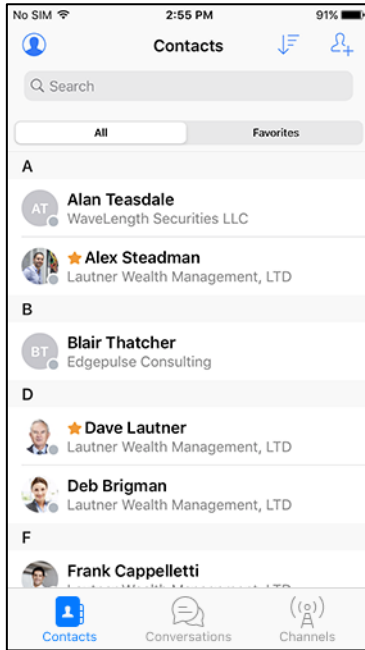 No SIM 2:55 PM 91%
Contacts
Search
All Favorites
A
AT Alan Teasdale
WaveLength Securities LLC
Alex Steadman
Lautner Wealth Management, LTD
B
BT Blair Thatcher
Edgepulse Consulting
D
Dave Lautner
Lautner Wealth Management, LTD
Deb Brigman
Lautner Wealth Management, LTD
F
Frank Cappelletti
Contacts Conversations Channels